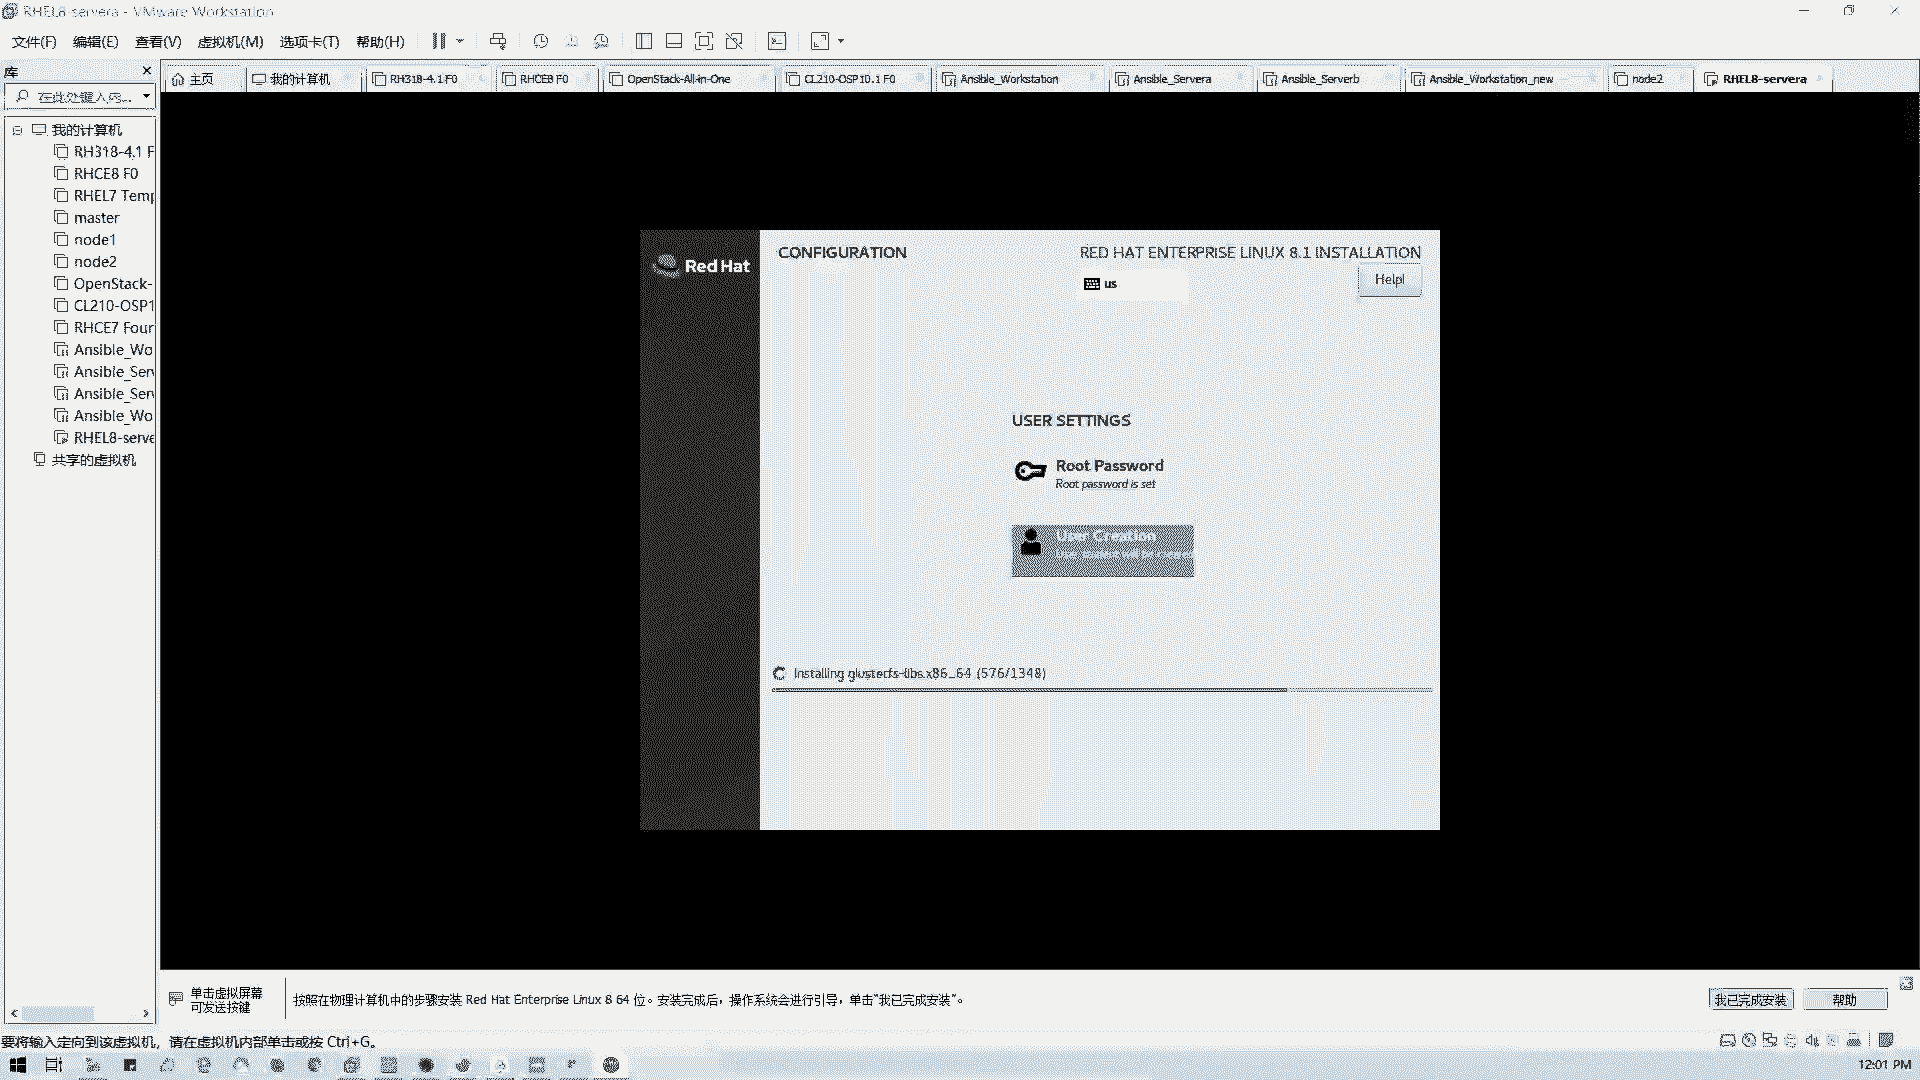 RHEL8-servera - VMware Workstation
文件(F) 编辑(E) 查看(V) 虚拟机(M) 选项卡(T) 帮助(H)
库
主页 我的计算机 RH318-4.1 F0 RHCE8 F0 OpenStack-All-in-One CL210-OSP10.1 F0 Ansible_Workstation Ansible_Servera Ansible_Serverb Ansible_Workstation_new node2 RHEL8-servera
在此处键入内...
我的计算机
RH318-4.1 F
RHCE8 F0
RHEL7 Temp
master
node1
node2
OpenStack-
CL210-OSP1
RHCE7 Four
Ansible_Wo
Ansible_Serv
Ansible_Serv
Ansible_Wo
RHEL8-serve
共享的虚拟机
Red Hat
CONFIGURATION
RED HAT ENTERPRISE LINUX 8.1 INSTALLATION
us
Help!
USER SETTINGS
Root Password
Root password is set
User Creation
User student will be create
Installing glusterfs-libs.x86_64 (576/1348)
单击虚拟屏幕
可发送按键
按照在物理计算机中的步骤安装 Red Hat Enterprise Linux 8 64 位。安装完成后，操作系统会进行引导，单击“我已完成安装”。
我已完成安装 帮助
要将输入定向到该虚拟机，请在虚拟机内部单击或按 Ctrl+G。
12:01 PM